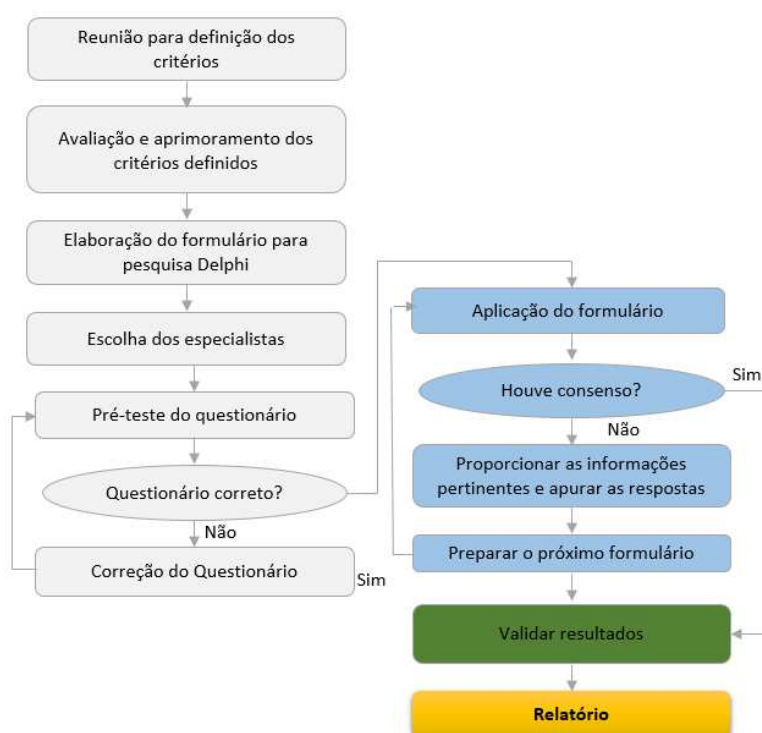 Reunião para definição dos
critérios
Avaliação e aprimoramento dos
critérios definidos
Elaboração do formulário para
pesquisa Delphi
Escolha dos especialistas
Pré-teste do questionário
Questionário correto?
Não
Correção do Questionário
Sim
Aplicação do formulário
Houve consenso?
Sim
Não
Proporcionar as informações
pertinentes e apurar as respostas
Preparar o próximo formulário
Validar resultados
Relatório